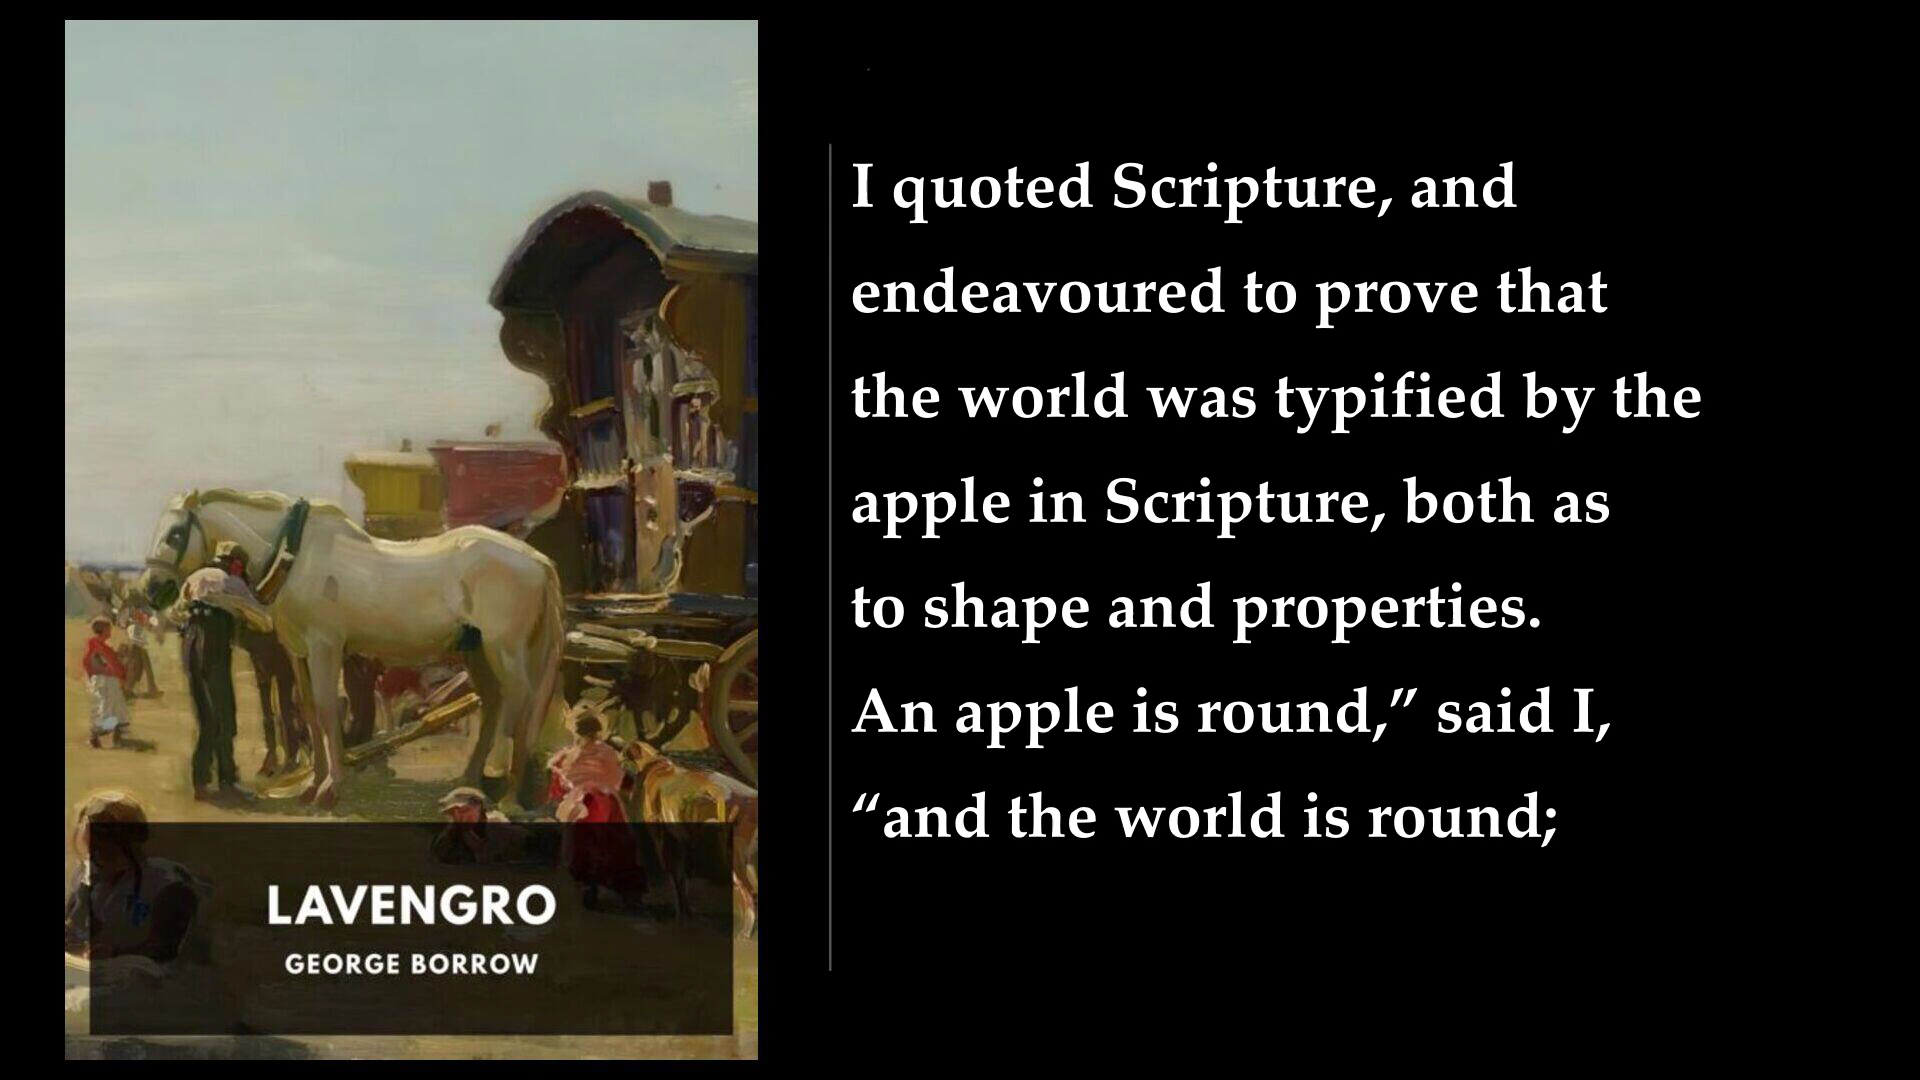 LAVENGRO
GEORGE BORROW
I quoted Scripture, and
endeavoured to prove that
the world was typified by the
apple in Scripture, both as
to shape and properties.
An apple is round,” said I,
“and the world is round;